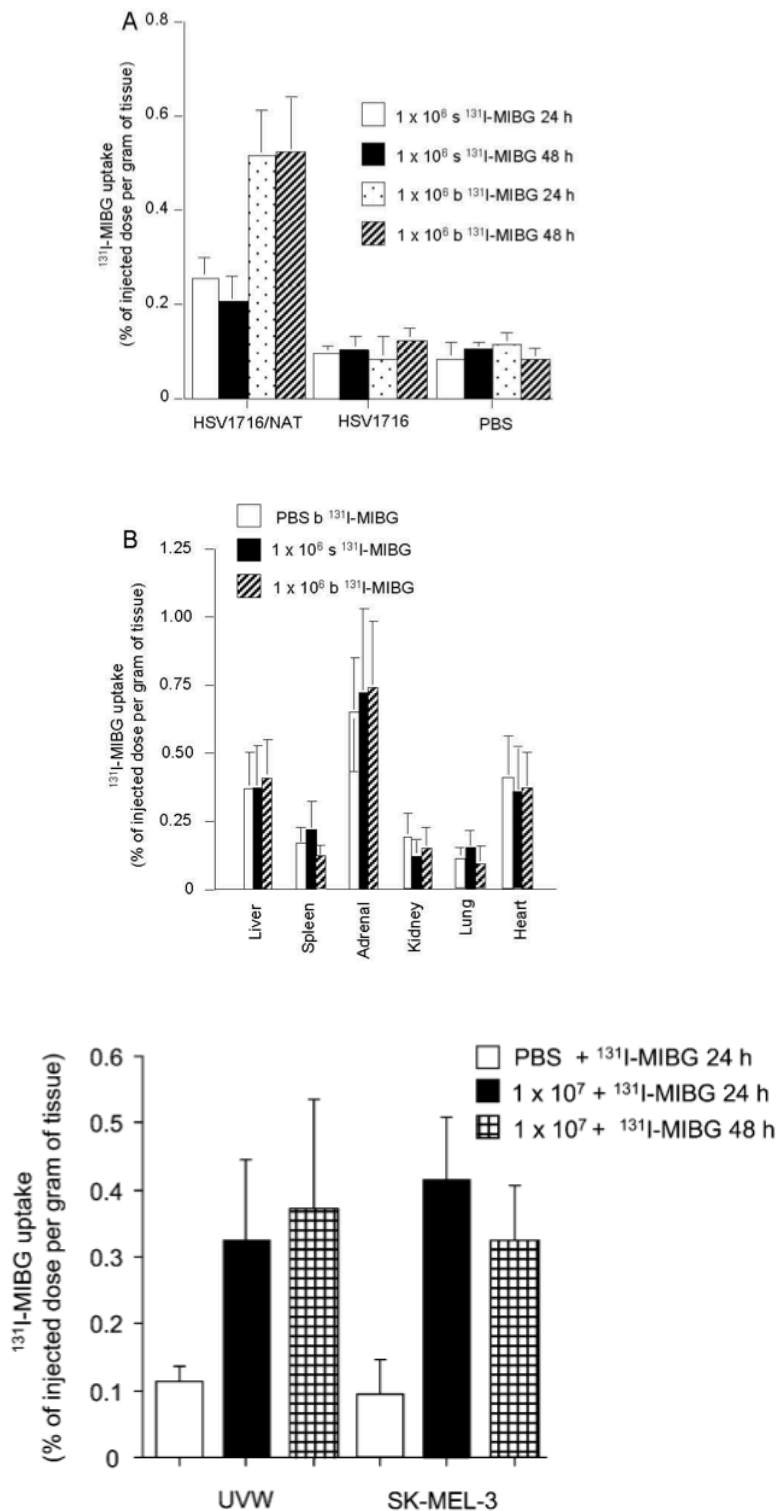 A
0.8
0.6
0.4
0.2
0
¹³¹I-MIBG uptake
(% of injected dose per gram of tissue)
1 x 10⁶ s ¹³¹I-MIBG 24 h
1 x 10⁶ s ¹³¹I-MIBG 48 h
1 x 10⁶ b ¹³¹I-MIBG 24 h
1 x 10⁶ b ¹³¹I-MIBG 48 h
HSV1716/NAT HSV1716 PBS
B
PBS b ¹³¹I-MIBG
1 x 10⁶ s ¹³¹I-MIBG
1 x 10⁶ b ¹³¹I-MIBG
1.25
1.00
0.75
0.50
0.25
0
¹³¹I-MIBG uptake
(% of injected dose per gram of tissue)
Liver Spleen Adrenal Kidney Lung Heart
PBS + ¹³¹I-MIBG 24 h
1 x 10⁷ + ¹³¹I-MIBG 24 h
1 x 10⁷ + ¹³¹I-MIBG 48 h
0.6
0.5
0.4
0.3
0.2
0.1
0
¹³¹I-MIBG uptake
(% of injected dose per gram of tissue)
UVW SK-MEL-3